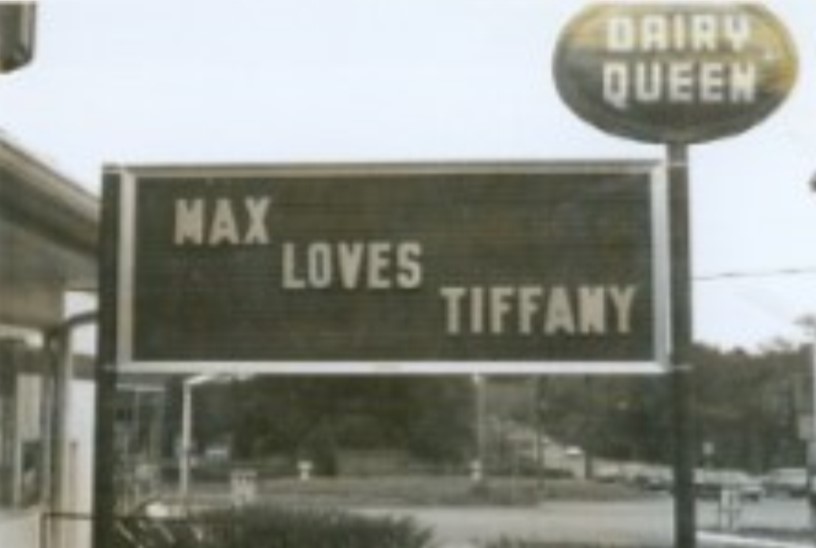 DAIRY
QUEEN
MAX
LOVES
TIFFANY